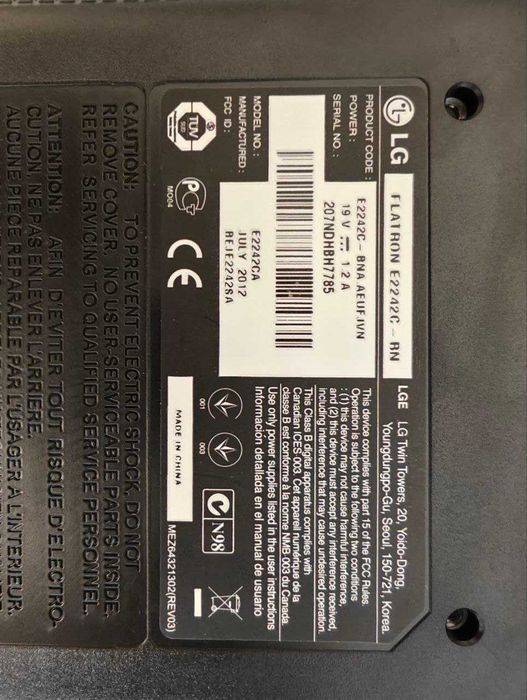 LG
FLATRON E2242C - BN
PRODUCT CODE : E2242C - BNA AEUFJVN
POWER : 19 V ⎓ 1.2 A
SERIAL NO. : 207NDHBH7785
MODEL NO. : E2242CA
MANUFACTURED : JULY 2012
FCC ID : BEJE2242SA
TÜV
SÜD
PG
MO04
CE
LGE LG Twin Towers, 20, Yoido-Dong,
Youngdungpo-Gu, Seoul, 150-721, Korea.
This device complies with part 15 of the FCC Rules.
Operation is subject to the following two conditions
: (1) this device may not cause harmful interference,
and (2) this device must accept any interference received,
including interference that may cause undesired operation.
This Class B digital apparatus complies with
Canadian ICES-003. Cet appareil numérique de la
classe B est conforme à la norme NMB-003 du Canada.
Use only power supplies listed in the user instructions
Información detallada en el manual de usuario
001
003
N98
MADE IN CHINA
MEZ64321302(REV03)
CAUTION: TO PREVENT ELECTRIC SHOCK, DO NOT
REMOVE COVER. NO USER-SERVICEABLE PARTS INSIDE.
REFER SERVICING TO QUALIFIED SERVICE PERSONNEL.
ATTENTION: AFIN D'EVITER TOUT RISQUE D'ELECTRO-
CUTION, NE PAS ENLEVER L'ARRIERE.
AUCUNE PIECE REPARABLE PAR L'USAGER A L'INTERIEUR.